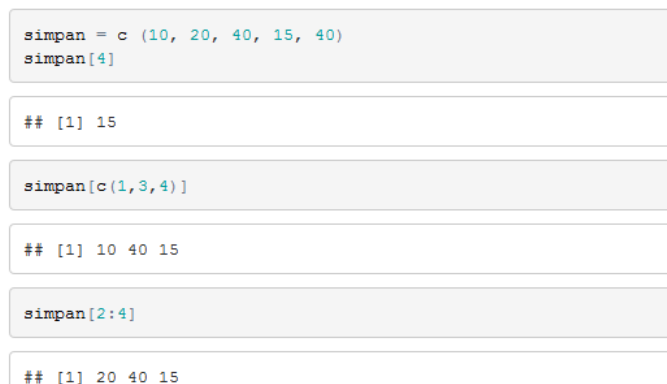 simpan = c (10, 20, 40, 15, 40)
simpan[4]
## [1] 15
simpan[c(1,3,4)]
## [1] 10 40 15
simpan[2:4]
## [1] 20 40 15